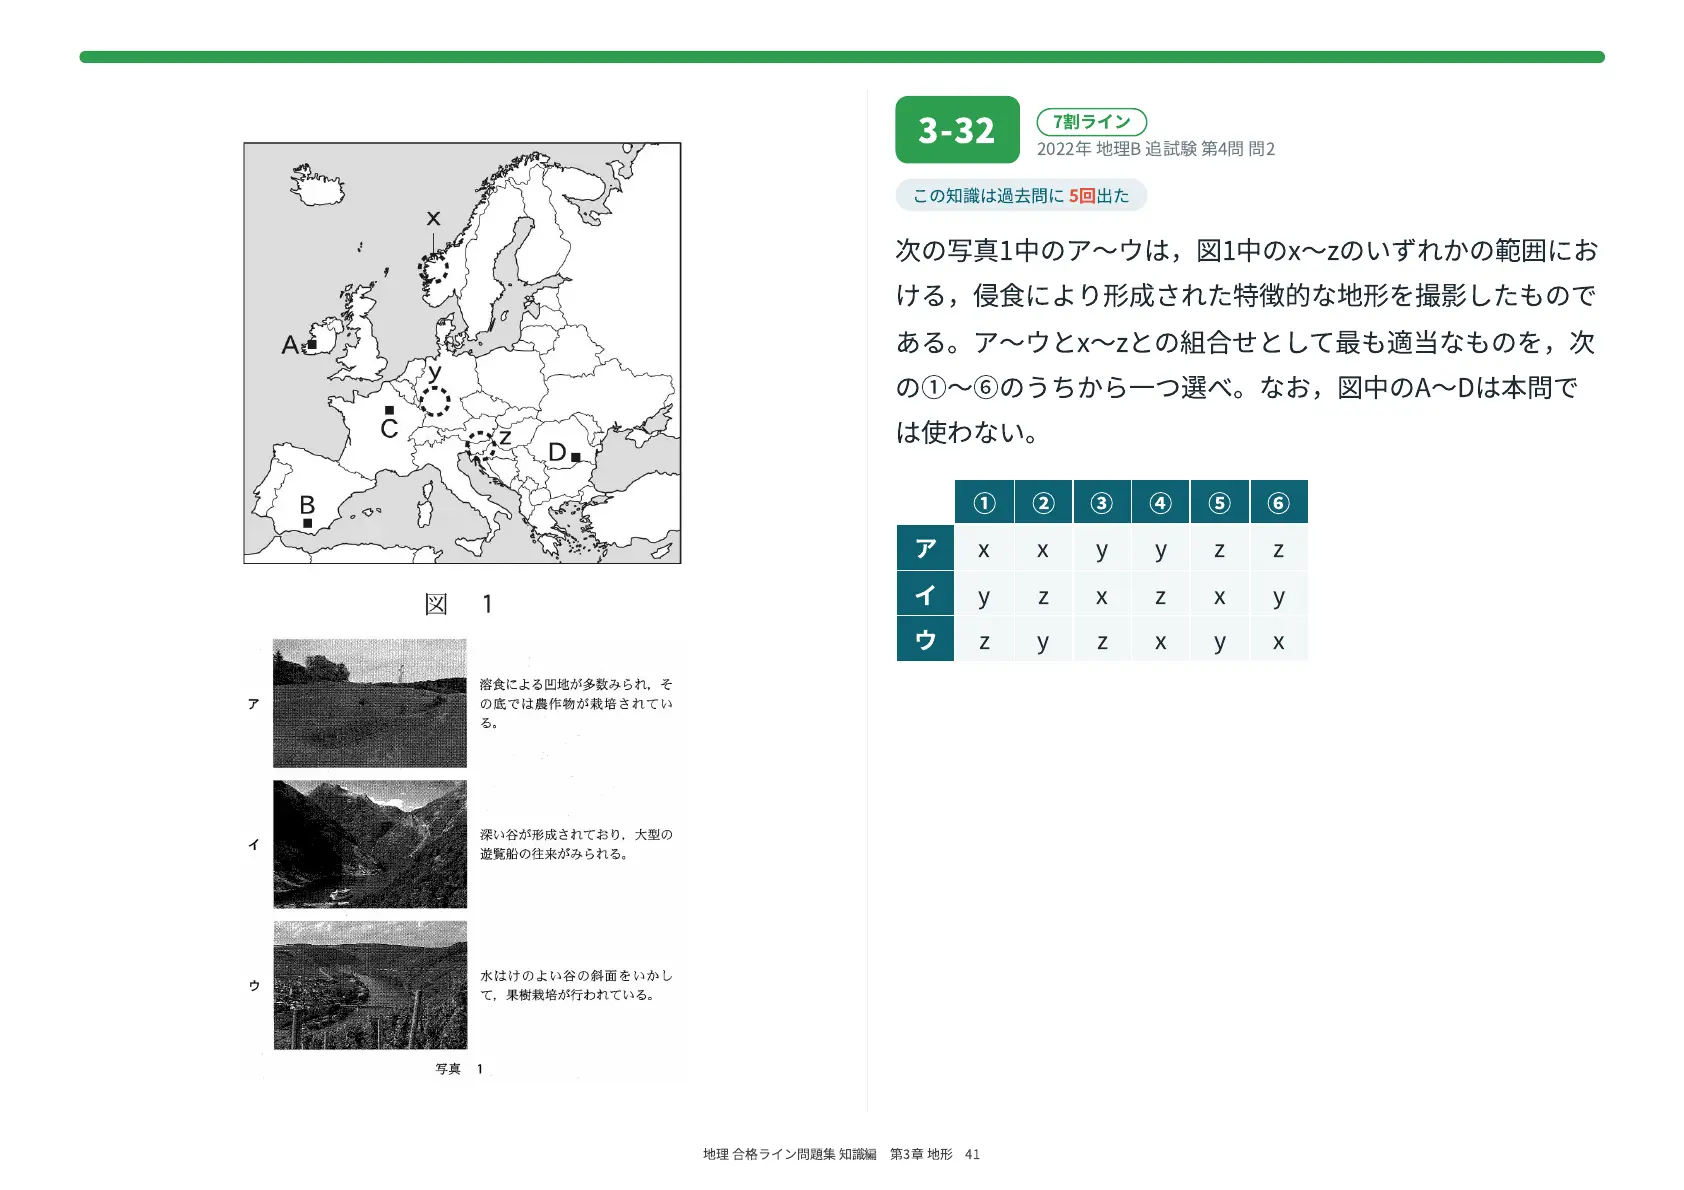 x
A
y
C
z
D
B
図 1
ア
溶食による凹地が多数みられ，そ
の底では農作物が栽培されてい
る。
イ
深い谷が形成されており，大型の
遊覧船の往来がみられる。
ウ
水はけのよい谷の斜面をいかし
て，果樹栽培が行われている。
写真 1
3-32
7割ライン
2022年 地理B 追試験 第4問 問2
この知識は過去問に 5回出た
次の写真1中のア～ウは，図1中のx～zのいずれかの範囲にお
ける，侵食により形成された特徴的な地形を撮影したもので
ある。ア～ウとx～zとの組合せとして最も適当なものを，次
の①～⑥のうちから一つ選べ。なお，図中のA～Dは本問で
は使わない。
① ② ③ ④ ⑤ ⑥
ア x x y y z z
イ y z x z x y
ウ z y z x y x
地理 合格ライン問題集 知識編 第3章 地形 41